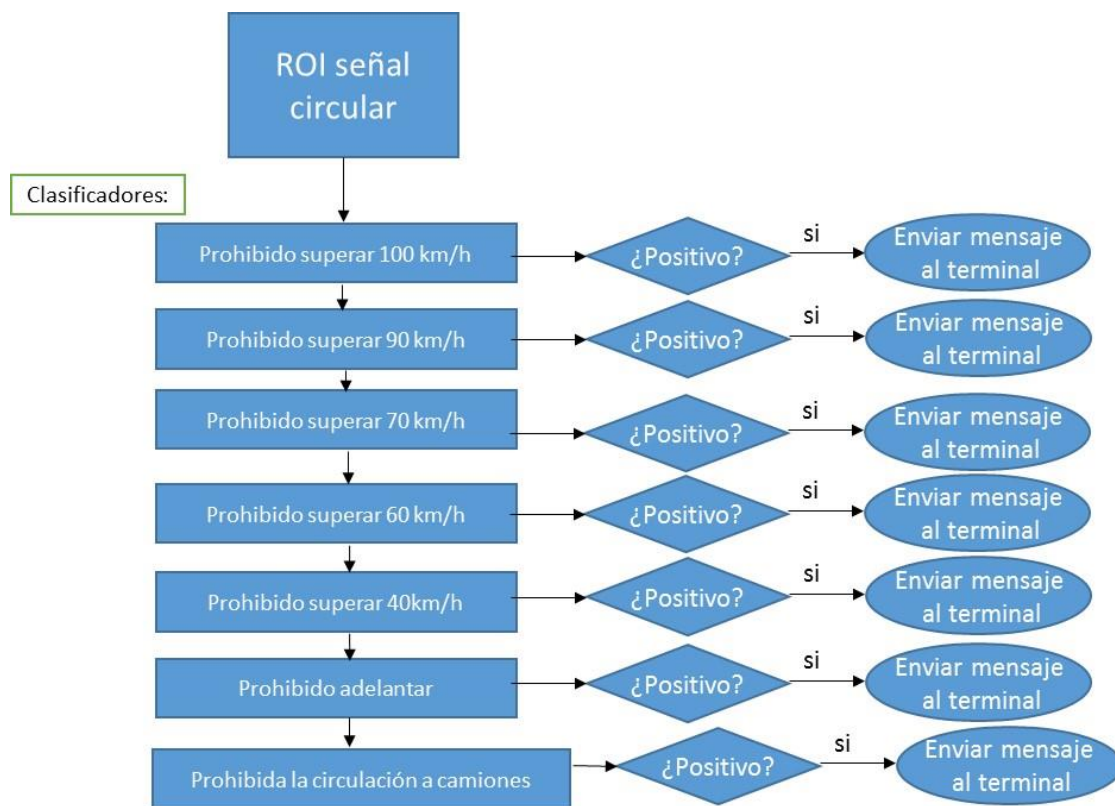 ROI señal
circular
Clasificadores:
Prohibido superar 100 km/h
¿Positivo?
si
Enviar mensaje
al terminal
Prohibido superar 90 km/h
¿Positivo?
si
Enviar mensaje
al terminal
Prohibido superar 70 km/h
¿Positivo?
si
Enviar mensaje
al terminal
Prohibido superar 60 km/h
¿Positivo?
si
Enviar mensaje
al terminal
Prohibido superar 40km/h
¿Positivo?
si
Enviar mensaje
al terminal
Prohibido adelantar
¿Positivo?
si
Enviar mensaje
al terminal
Prohibida la circulación a camiones
¿Positivo?
si
Enviar mensaje
al terminal